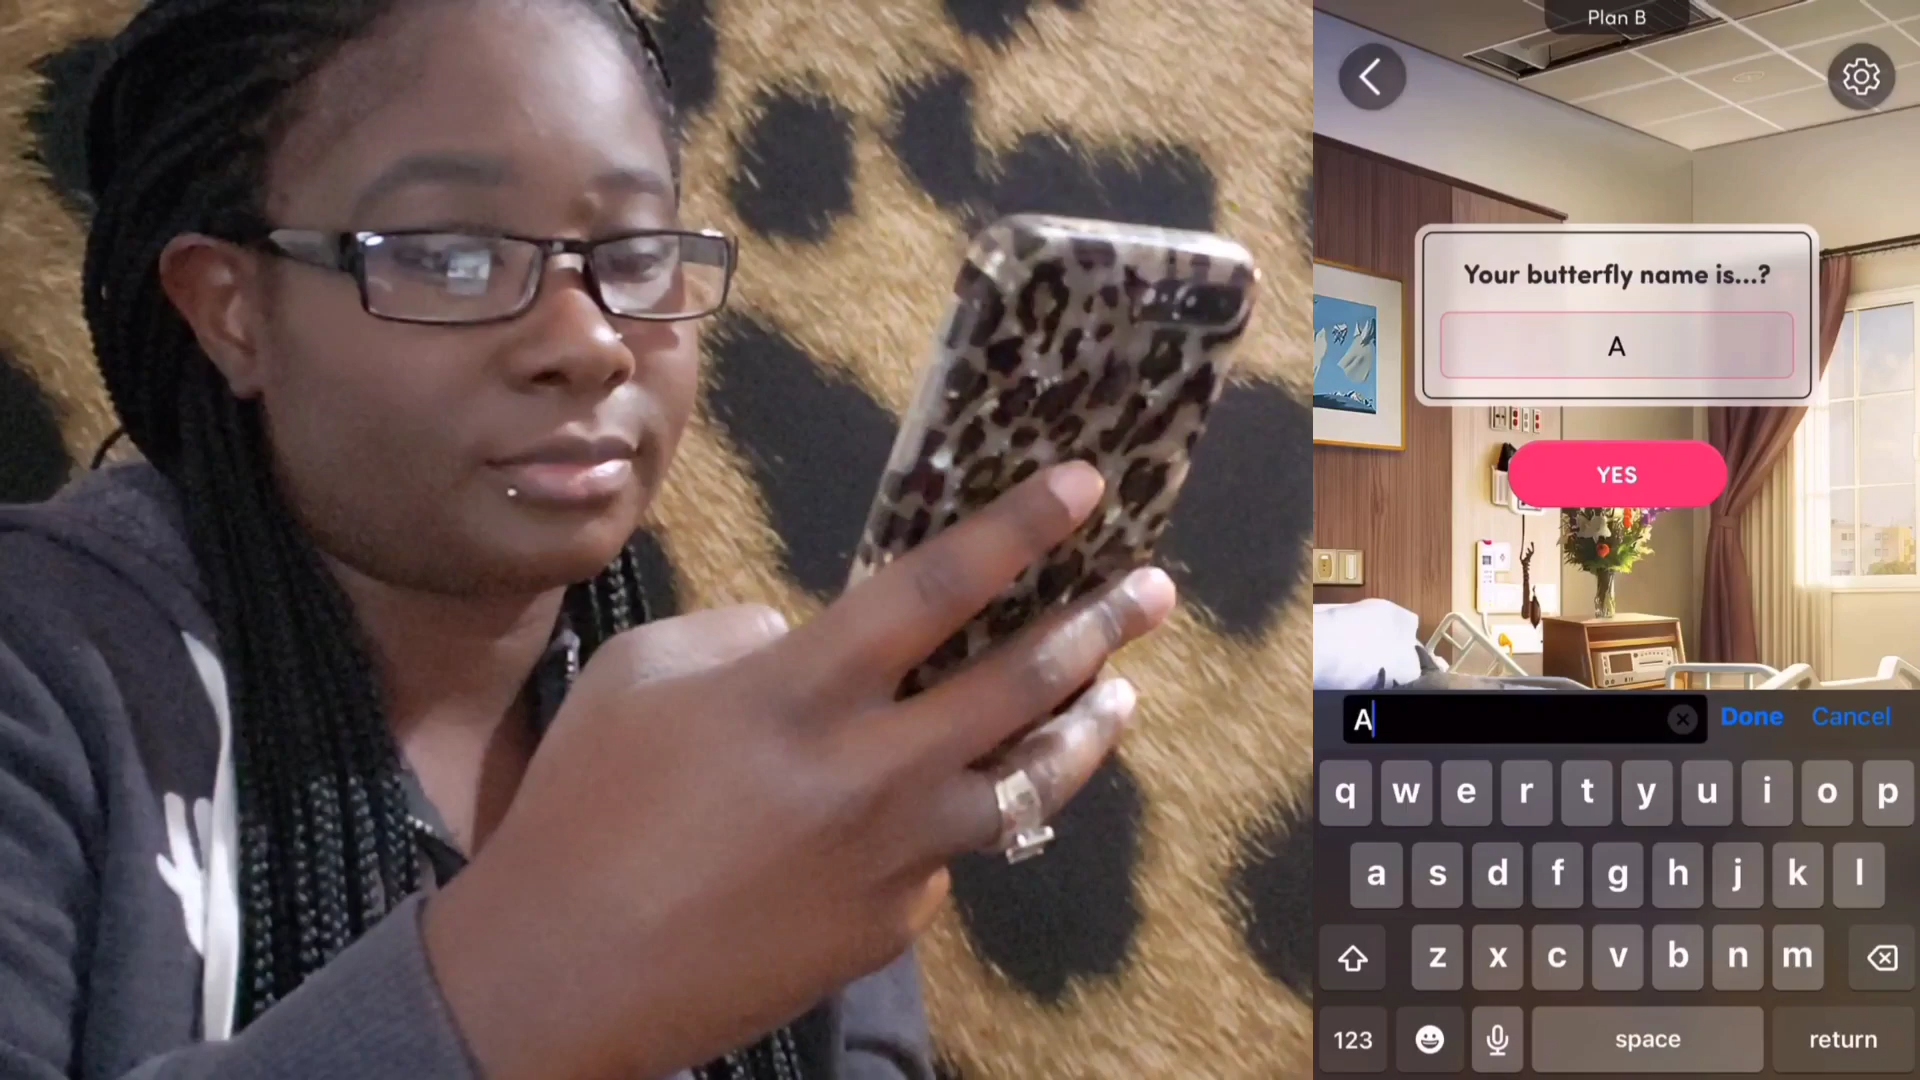 Plan B
Your butterfly name is...?
A
YES
A Done Cancel
q w e r t y u i o p
a s d f g h j k l
z x c v b n m
123 space return